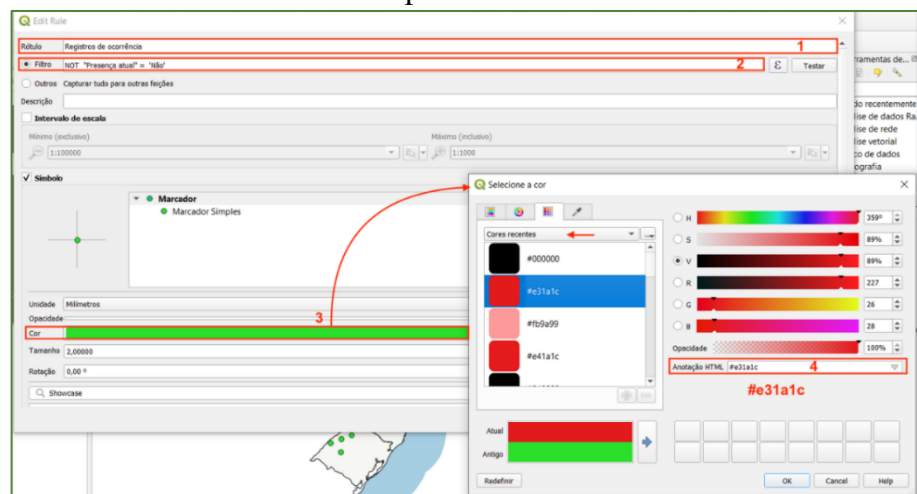 Edit Rule
Rótulo Registros de ocorrência 1
Filtro NOT "Presença atual" = 'Não' 2 ε Testar
Outros Capturar tudo para outras feições
Descrição
Intervalo de escala
Mínimo (exclusivo) Máximo (inclusivo)
1:100000 1:1000
Símbolo
Marcador
Marcador Simples
Unidade Milímetros
Opacidade
Cor 3
Tamanho 2,00000
Rotação 0,00 °
Showcase
ramentas de...
do recentemente
lise de dados Ra.
lise de rede
lise vetorial
co de dados
ografia
Selecione a cor
Cores recentes
#000000
#e31a1c
#fb9a99
#e41a1c
H 359°
S 89%
V 89%
R 227
G 26
B 28
Opacidade 100%
Anotação HTML #e31a1c 4
#e31a1c
Atual
Antigo
Redefinir OK Cancel Help